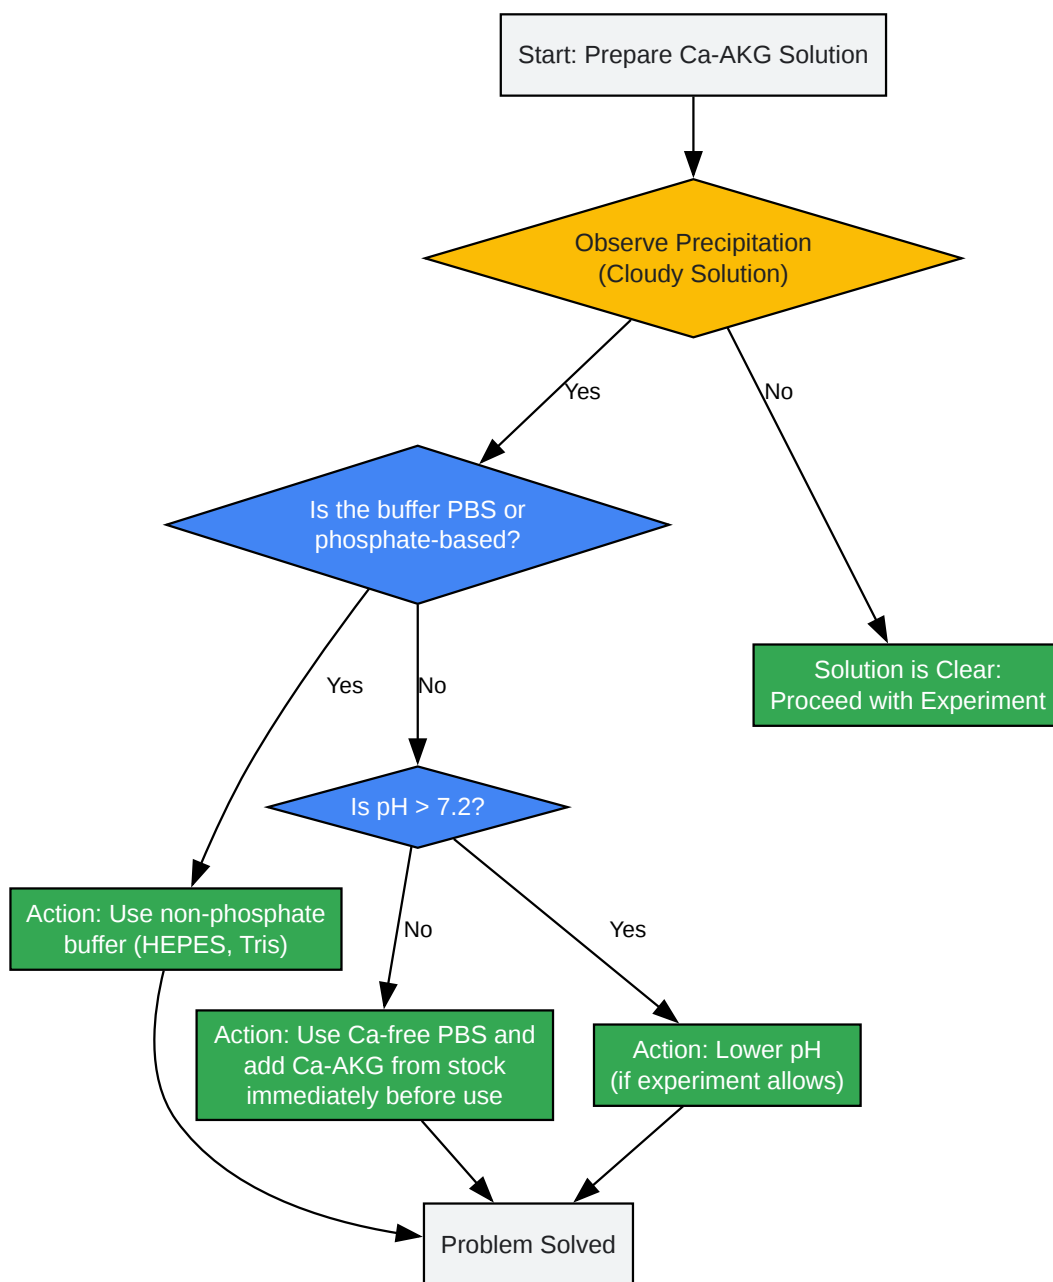 Start: Prepare Ca-AKG Solution
Observe Precipitation
(Cloudy Solution)
Yes
No
Is the buffer PBS or
phosphate-based?
Solution is Clear:
Proceed with Experiment
Yes
No
Is pH > 7.2?
Action: Use non-phosphate
buffer (HEPES, Tris)
No
Yes
Action: Use Ca-free PBS and
add Ca-AKG from stock
immediately before use
Action: Lower pH
(if experiment allows)
Problem Solved